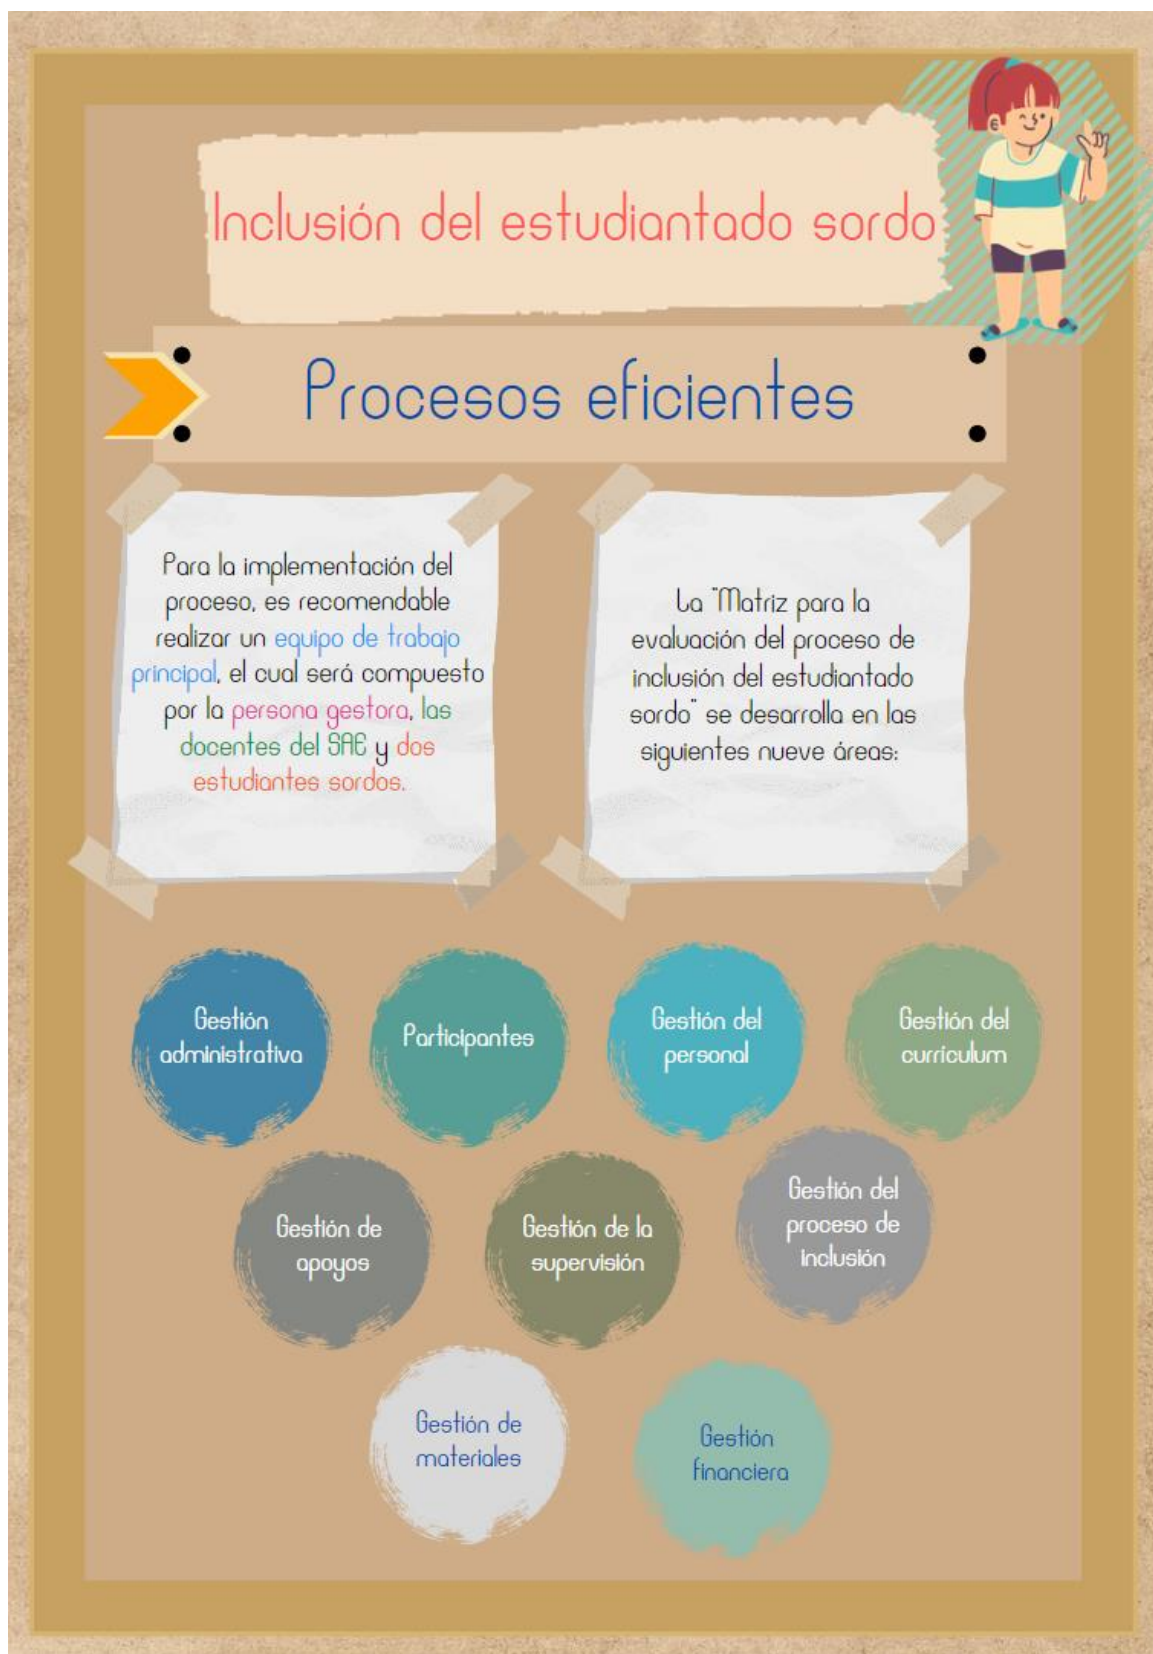 Inclusión del estudiantado sordo
Procesos eficientes
Para la implementación del
proceso, es recomendable
realizar un equipo de trabajo
principal, el cual será compuesto
por la persona gestora, las
docentes del SAE y dos
estudiantes sordos.
La "Matriz para la
evaluación del proceso de
inclusión del estudiantado
sordo" se desarrolla en las
siguientes nueve áreas:
Gestión
administrativa
Participantes
Gestión del
personal
Gestión del
currículum
Gestión de
apoyos
Gestión de la
supervisión
Gestión del
proceso de
inclusión
Gestión de
materiales
Gestión
financiera